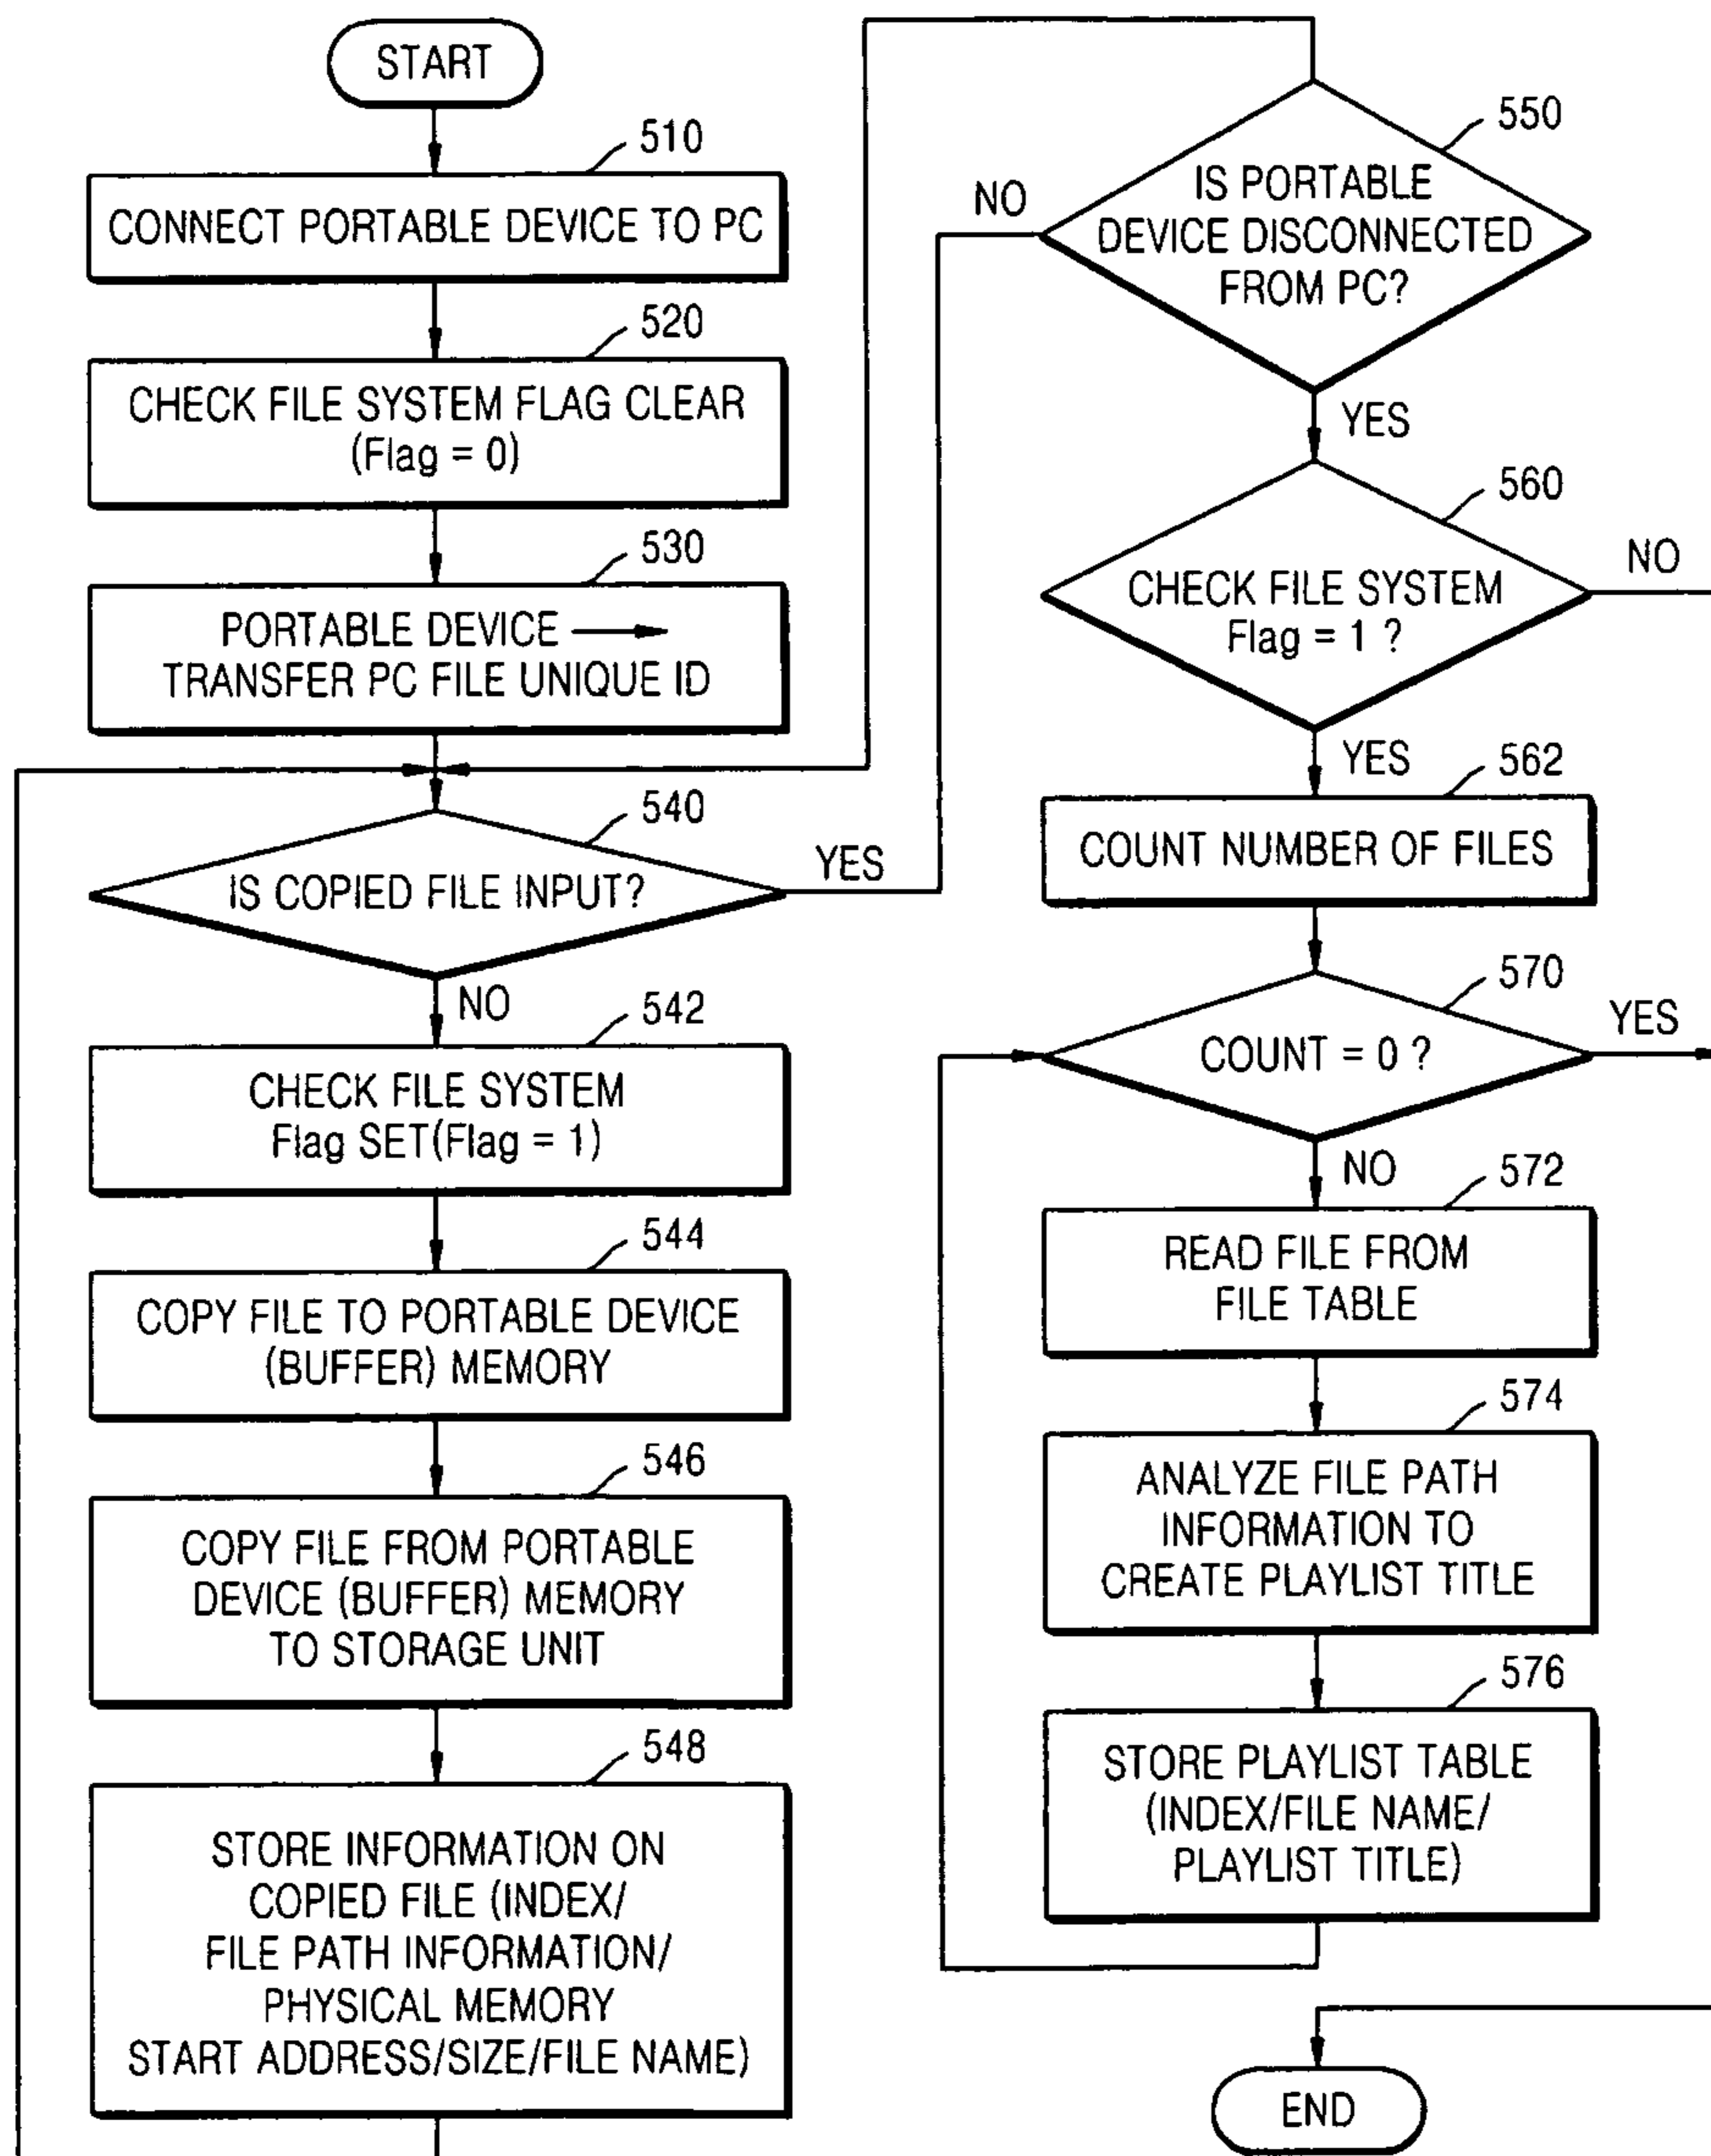 START
510
CONNECT PORTABLE DEVICE TO PC
520
CHECK FILE SYSTEM FLAG CLEAR
(Flag = 0)
530
PORTABLE DEVICE
TRANSFER PC FILE UNIQUE ID
540
IS COPIED FILE INPUT?
YES
NO
542
CHECK FILE SYSTEM
Flag SET(Flag = 1)
544
COPY FILE TO PORTABLE DEVICE
(BUFFER) MEMORY
546
COPY FILE FROM PORTABLE
DEVICE (BUFFER) MEMORY
TO STORAGE UNIT
548
STORE INFORMATION ON
COPIED FILE (INDEX/
FILE PATH INFORMATION/
PHYSICAL MEMORY
START ADDRESS/SIZE/FILE NAME)
550
IS PORTABLE
DEVICE DISCONNECTED
FROM PC?
NO
YES
560
CHECK FILE SYSTEM
Flag = 1 ?
NO
YES
562
COUNT NUMBER OF FILES
570
COUNT = 0 ?
YES
NO
572
READ FILE FROM
FILE TABLE
574
ANALYZE FILE PATH
INFORMATION TO
CREATE PLAYLIST TITLE
576
STORE PLAYLIST TABLE
(INDEX/FILE NAME/
PLAYLIST TITLE)
END